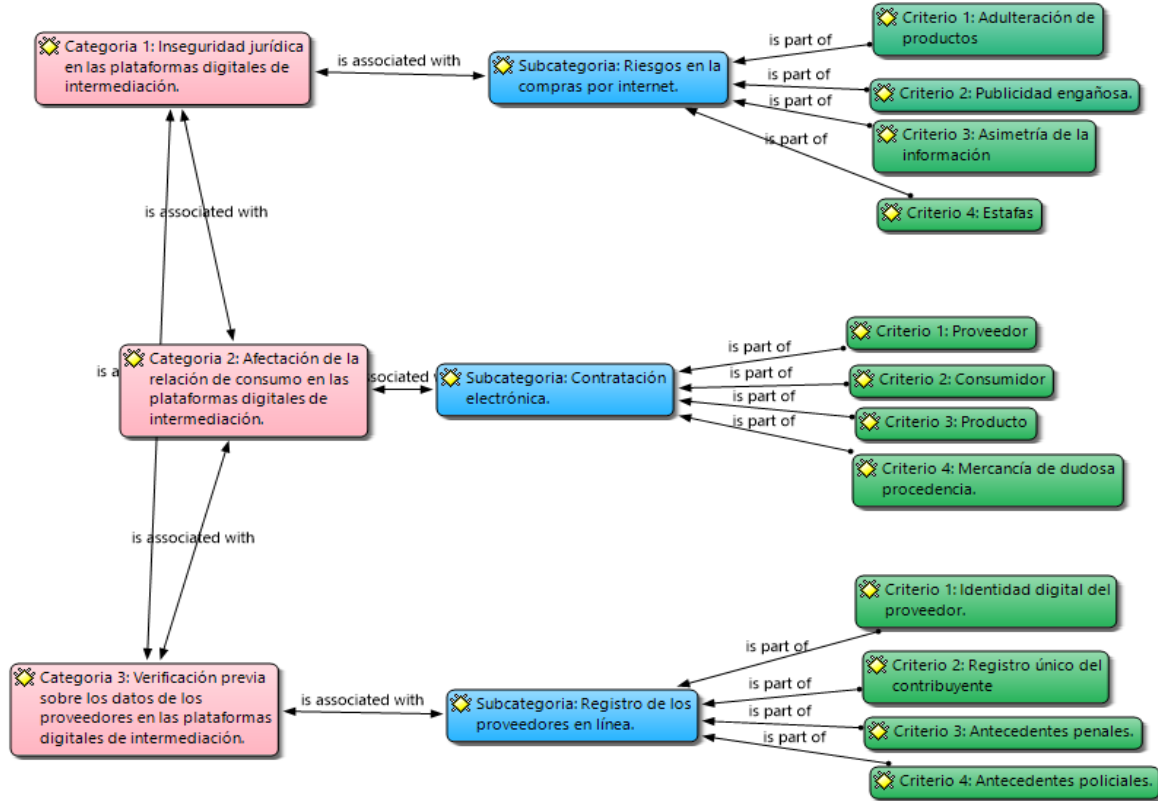 Categoria 1: Inseguridad jurídica
en las plataformas digitales de
intermediación.
is associated with
Subcategoria: Riesgos en la
compras por internet.
is part of
Criterio 1: Adulteración de
productos
is part of
Criterio 2: Publicidad engañosa.
is part of
Criterio 3: Asimetría de la
información
is part of
Criterio 4: Estafas
is associated with
Categoria 2: Afectación de la
relación de consumo en las
plataformas digitales de
intermediación.
is
Subcategoria: Contratación
electrónica.
is part of
Criterio 1: Proveedor
is part of
Criterio 2: Consumidor
is part of
Criterio 3: Producto
is part of
Criterio 4: Mercancía de dudosa
procedencia.
is associated with
Categoria 3: Verificación previa
sobre los datos de los
proveedores en las plataformas
digitales de intermediación.
is associated with
Subcategoria: Registro de los
proveedores en línea.
is part of
Criterio 1: Identidad digital del
proveedor.
is part of
Criterio 2: Registro único del
contribuyente
is part of
Criterio 3: Antecedentes penales.
is part of
Criterio 4: Antecedentes policiales.